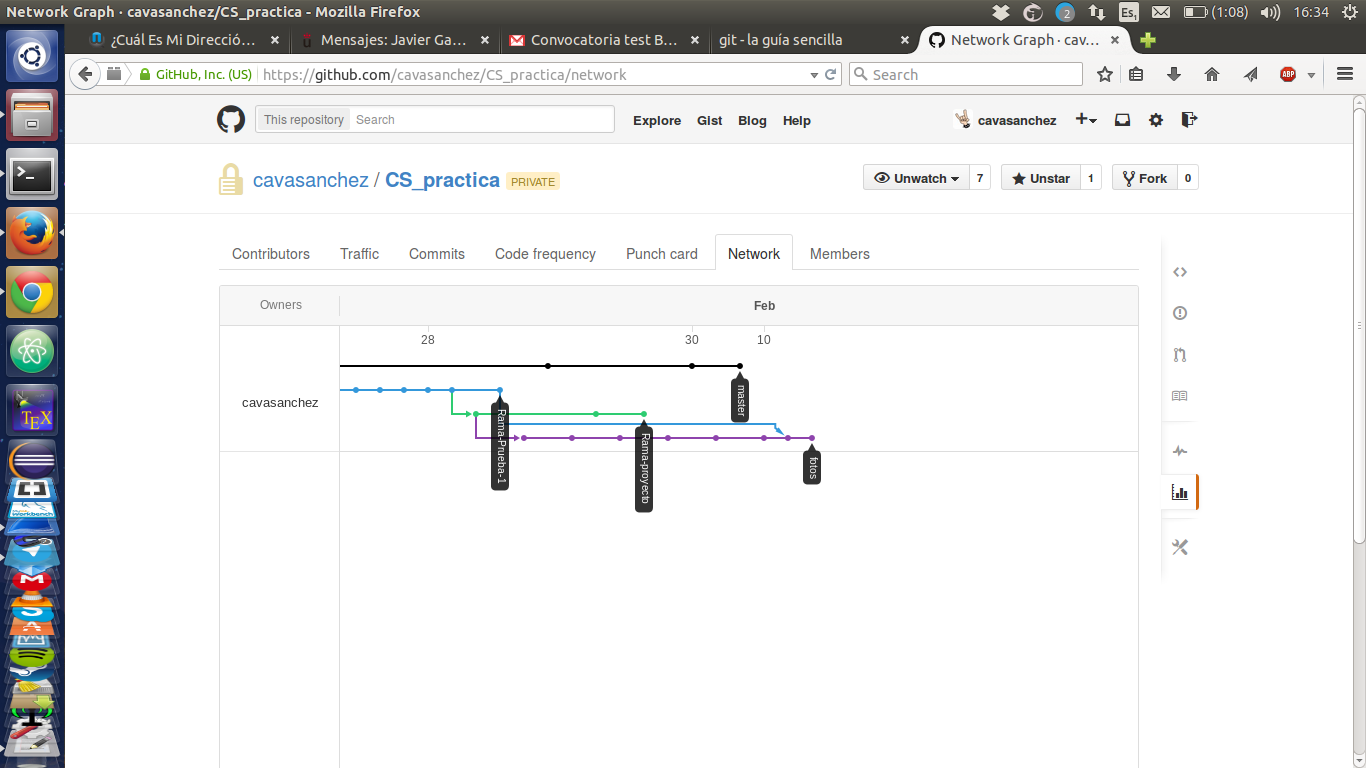 Network Graph · cavasanchez/CS_practica - Mozilla Firefox
2
Es1
(1:08)
16:34
¿Cuál Es Mi Direcció...
Mensajes: Javier Ga...
Convocatoria test B...
git - la guía sencilla
Network Graph · cav...
GitHub, Inc. (US)
https://github.com/cavasanchez/CS_practica/network
Search
ABP
This repository
Search
Explore
Gist
Blog
Help
cavasanchez
cavasanchez / CS_practica
PRIVATE
Unwatch
7
Unstar
1
Fork
0
Contributors
Traffic
Commits
Code frequency
Punch card
Network
Members
Owners
Feb
28
30
10
cavasanchez
master
Rama-Prueba-1
Rama-proyecto
fotos
TEX
Workbench